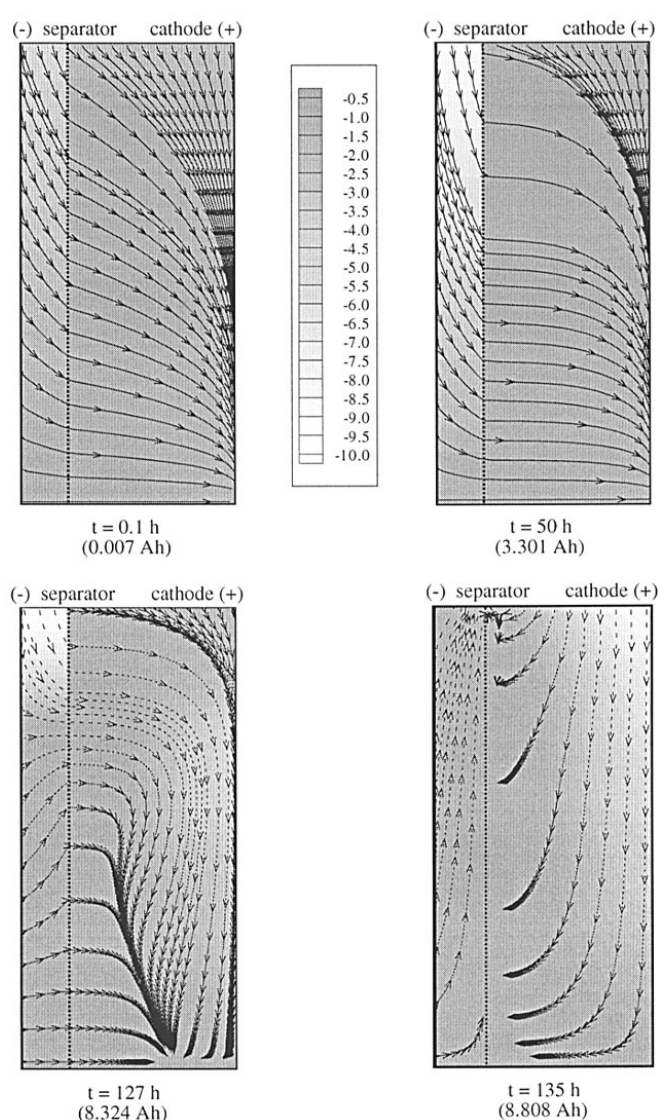 (-) separator cathode (+)
(-) separator cathode (+)
-0.5
-1.0
-1.5
-2.0
-2.5
-3.0
-3.5
-4.0
-4.5
-5.0
-5.5
-6.0
-6.5
-7.0
-7.5
-8.0
-8.5
-9.0
-9.5
-10.0
t = 0.1 h
(0.007 Ah)
t = 50 h
(3.301 Ah)
(-) separator cathode (+)
(-) separator cathode (+)
t = 127 h
(8.324 Ah)
t = 135 h
(8.808 Ah)